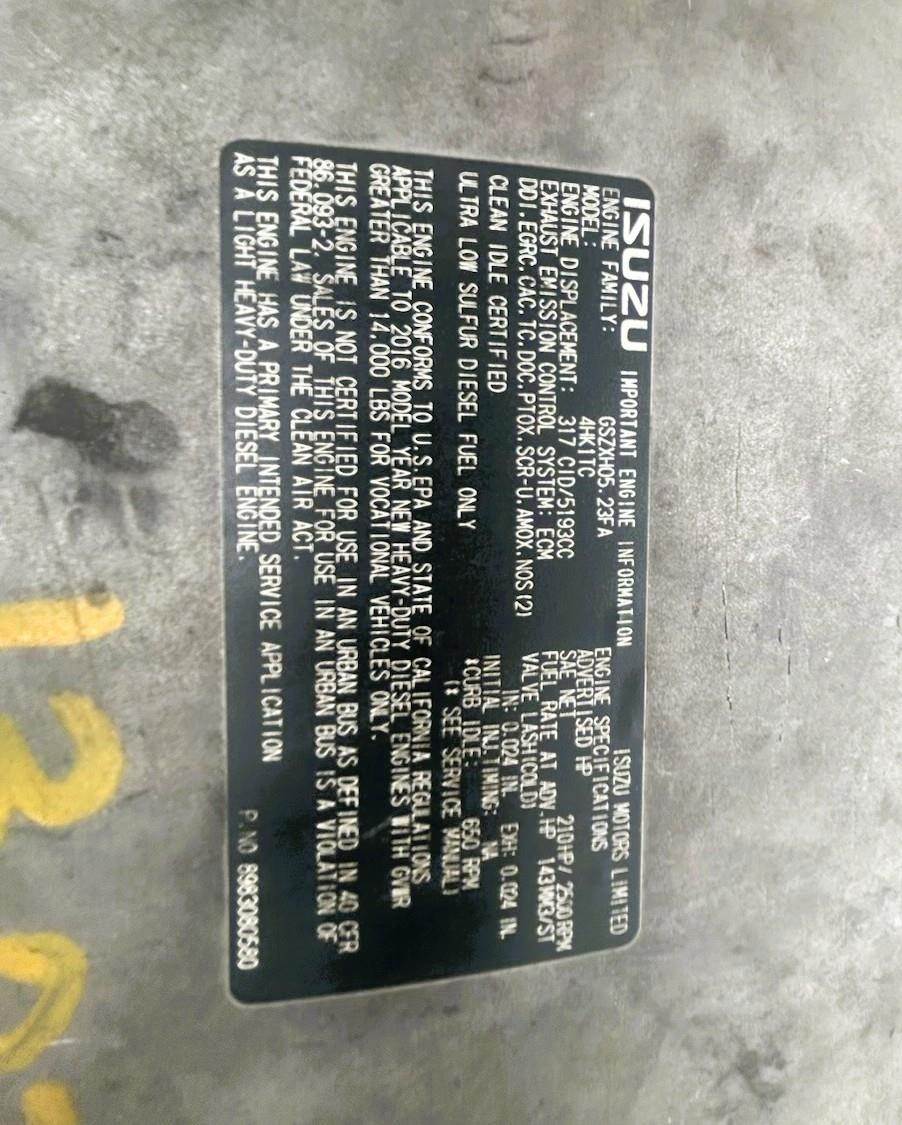 ISUZU IMPORTANT ENGINE INFORMATION ISUZU MOTORS LIMITED
ENGINE FAMILY: GSZXH05.23FA
MODEL: 4HK1TC
ENGINE DISPLACEMENT: 317 CID/5193CC
EXHAUST EMISSION CONTROL SYSTEM: ECM
DDI.EGRC.CAC.TC.DOC.PTOX.SCR-U.AMOX.NOS(2)
CLEAN IDLE CERTIFIED
ULTRA LOW SULFUR DIESEL FUEL ONLY
ENGINE SPECIFICATIONS
ADVERTISED HP
SAE NET 210HP/ 2500RPM
FUEL RATE AT ADV.HP 143MM3/ST
VALVE LASH(COLD)
IN: 0.024 IN. EXH: 0.024 IN.
INITIAL INJ.TIMING: NA
*CURB IDLE: 650 RPM
(* SEE SERVICE MANUAL)
THIS ENGINE CONFORMS TO U.S.EPA AND STATE OF CALIFORNIA REGULATIONS
APPLICABLE TO 2016 MODEL YEAR NEW HEAVY-DUTY DIESEL ENGINES WITH GVWR
GREATER THAN 14,000 LBS FOR VOCATIONAL VEHICLES ONLY.
THIS ENGINE IS NOT CERTIFIED FOR USE IN AN URBAN BUS AS DEFINED IN 40 CFR
86.093-2. SALES OF THIS ENGINE FOR USE IN AN URBAN BUS IS A VIOLATION OF
FEDERAL LAW UNDER THE CLEAN AIR ACT.
THIS ENGINE HAS A PRIMARY INTENDED SERVICE APPLICATION
AS A LIGHT HEAVY-DUTY DIESEL ENGINE.
P.NO 8983080580